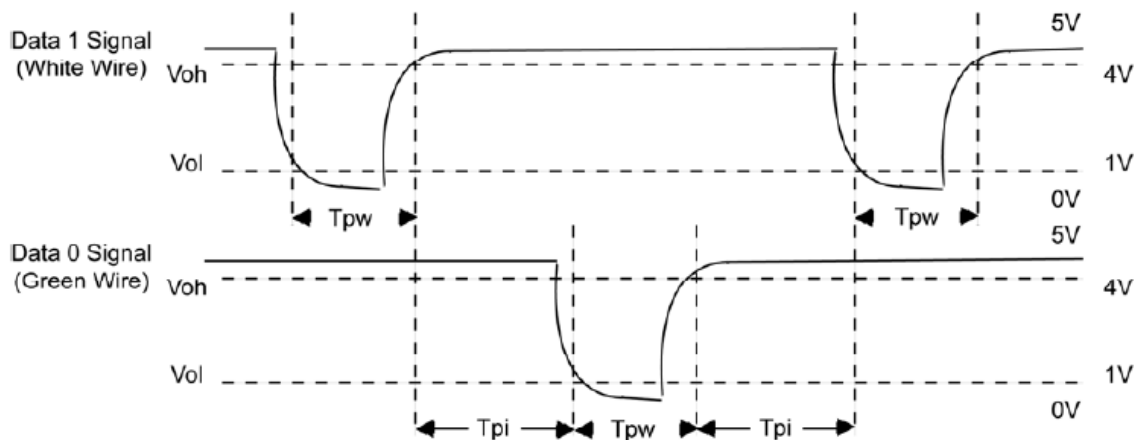 Data 1 Signal
(White Wire)
Voh
Vol
5V
4V
1V
0V
Tpw
Tpw
Data 0 Signal
(Green Wire)
Voh
Vol
5V
4V
1V
0V
Tpi
Tpw
Tpi